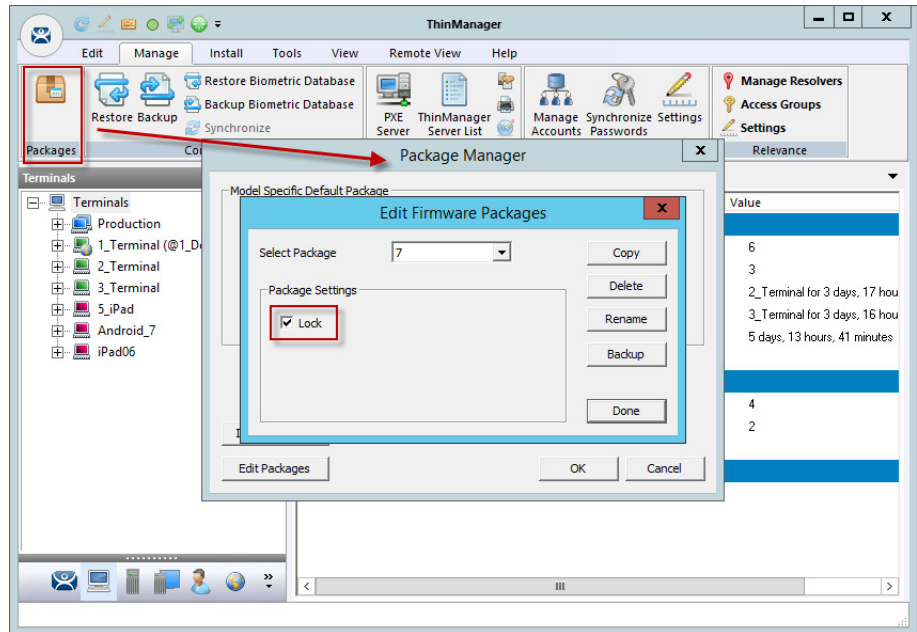 ThinManager
Edit Manage Install Tools View Remote View Help
Restore Biometric Database
Backup Biometric Database
Synchronize
Restore Backup
PXE Server
ThinManager Server List
Manage Accounts
Synchronize Passwords
Settings
Manage Resolvers
Access Groups
Settings
Packages
Co
Relevance
Package Manager
X
Terminals
Model Specific Default Package
Value
Terminals
Production
1_Terminal (@1_D
2_Terminal
3_Terminal
5_iPad
Android_7
iPad06
Edit Firmware Packages
x
Select Package 7
Copy
Delete
Rename
Backup
Done
Package Settings
Lock
6
3
2_Terminal for 3 days, 17 hou
3_Terminal for 3 days, 16 hou
5 days, 13 hours, 41 minutes
4
2
Edit Packages
OK
Cancel